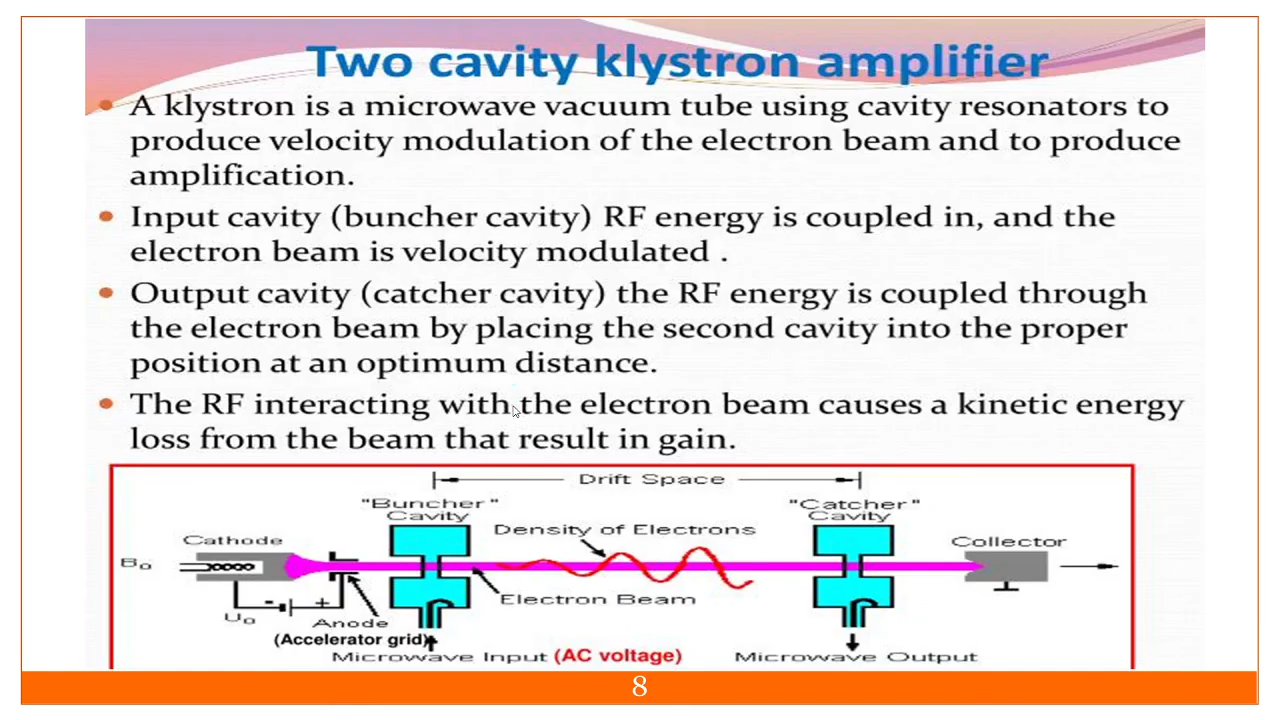 Two cavity klystron amplifier
• A klystron is a microwave vacuum tube using cavity resonators to
produce velocity modulation of the electron beam and to produce
amplification.
• Input cavity (buncher cavity) RF energy is coupled in, and the
electron beam is velocity modulated .
• Output cavity (catcher cavity) the RF energy is coupled through
the electron beam by placing the second cavity into the proper
position at an optimum distance.
• The RF interacting with the electron beam causes a kinetic energy
loss from the beam that result in gain.
Drift Space
"Buncher"
Cavity
"Catcher"
Cavity
Density of Electrons
Cathode
Collector
B₀
Electron Beam
- +
U₀
Anode
(Accelerator grid)
Microwave Input (AC voltage)
Microwave Output
8